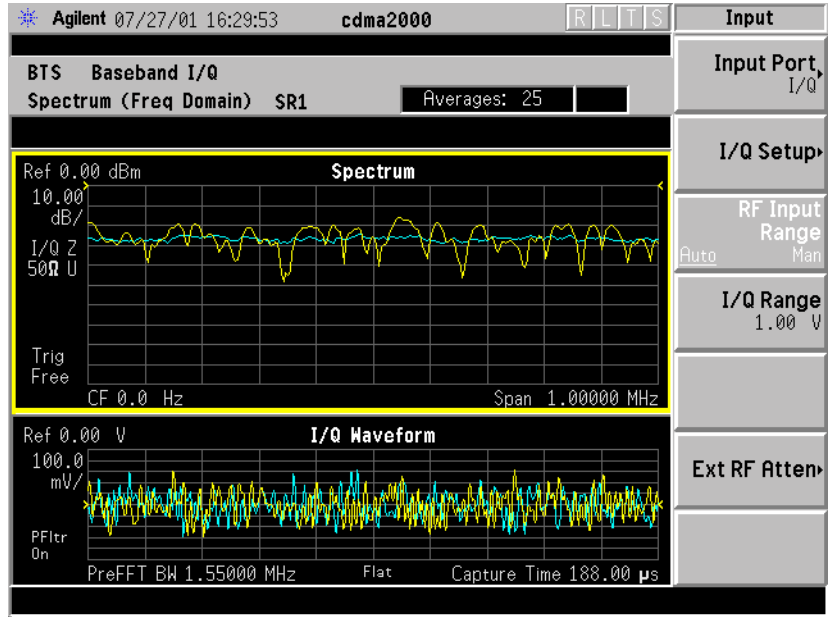 Agilent 07/27/01 16:29:53 cdma2000 R L T S Input
BTS Baseband I/Q
Spectrum (Freq Domain) SR1 Averages: 25
Input Port
I/Q
I/Q Setup
RF Input
Range
Auto Man
I/Q Range
1.00 V
Ext RF Atten
Ref 0.00 dBm Spectrum
10.00
dB/
I/Q Z
50Ω U
Trig
Free
CF 0.0 Hz Span 1.00000 MHz
Ref 0.00 V I/Q Waveform
100.0
mV/
PFltr
On
PreFFT BW 1.55000 MHz Flat Capture Time 188.00 µs